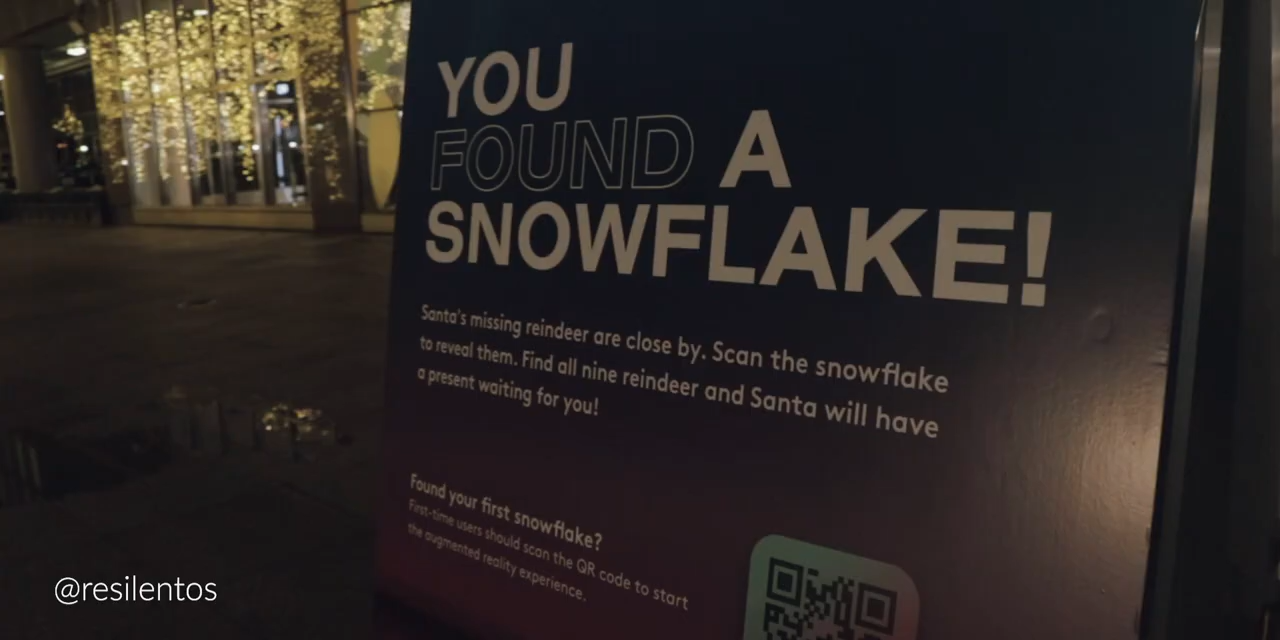 YOU
FOUND A
SNOWFLAKE!
Santa's missing reindeer are close by. Scan the snowflake
to reveal them. Find all nine reindeer and Santa will have
a present waiting for you!
Found your first snowflake?
First-time users should scan the QR code to start
the augmented reality experience.
@resilentos